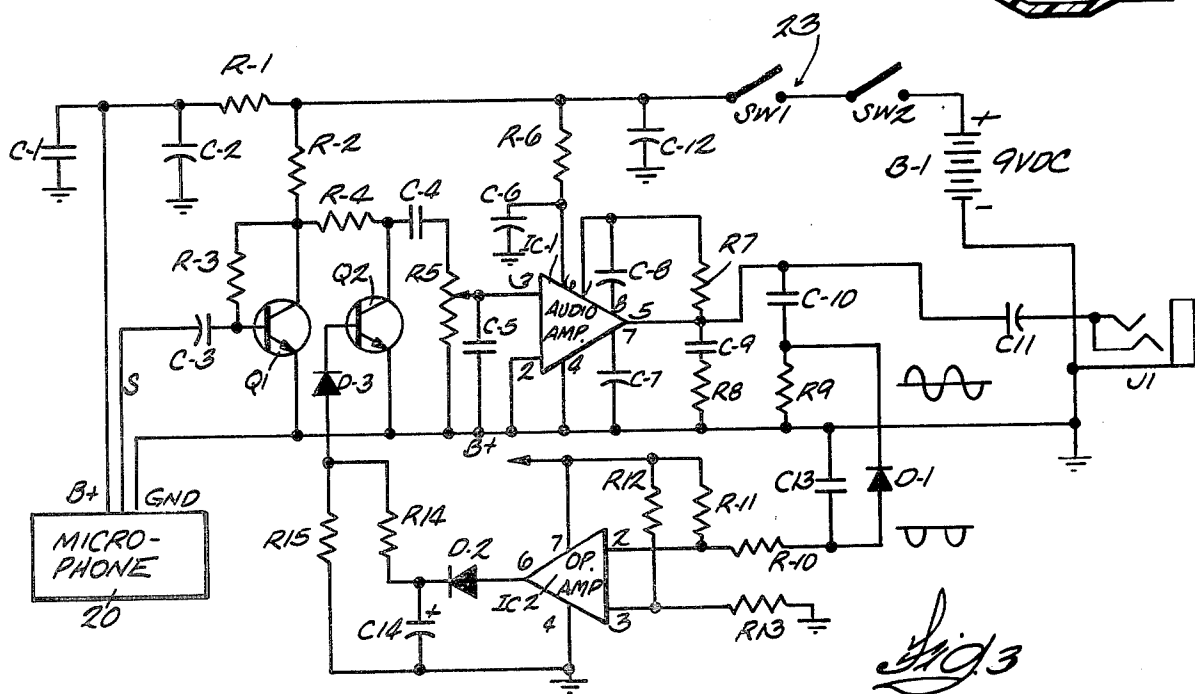 23
R-1
C-1
C-2
R-2
R-6
C-12
SW1
SW2
B-1
+
9VDC
-
R-4
C-4
C-6
R-3
Q2
R5
IC-1
3
6
1
C-8
R7
AUDIO
AMP.
8
5
7
C-10
C-3
Q1
C-5
2
4
C-9
C11
S
D-3
C-7
R8
R9
J1
B+
B+
GND
R12
R-11
C13
D-1
MICRO-
PHONE
20
R15
R14
D-2
6
7
OP.
AMP
2
R-10
IC2
C14
+
4
3
R13
Fig. 3